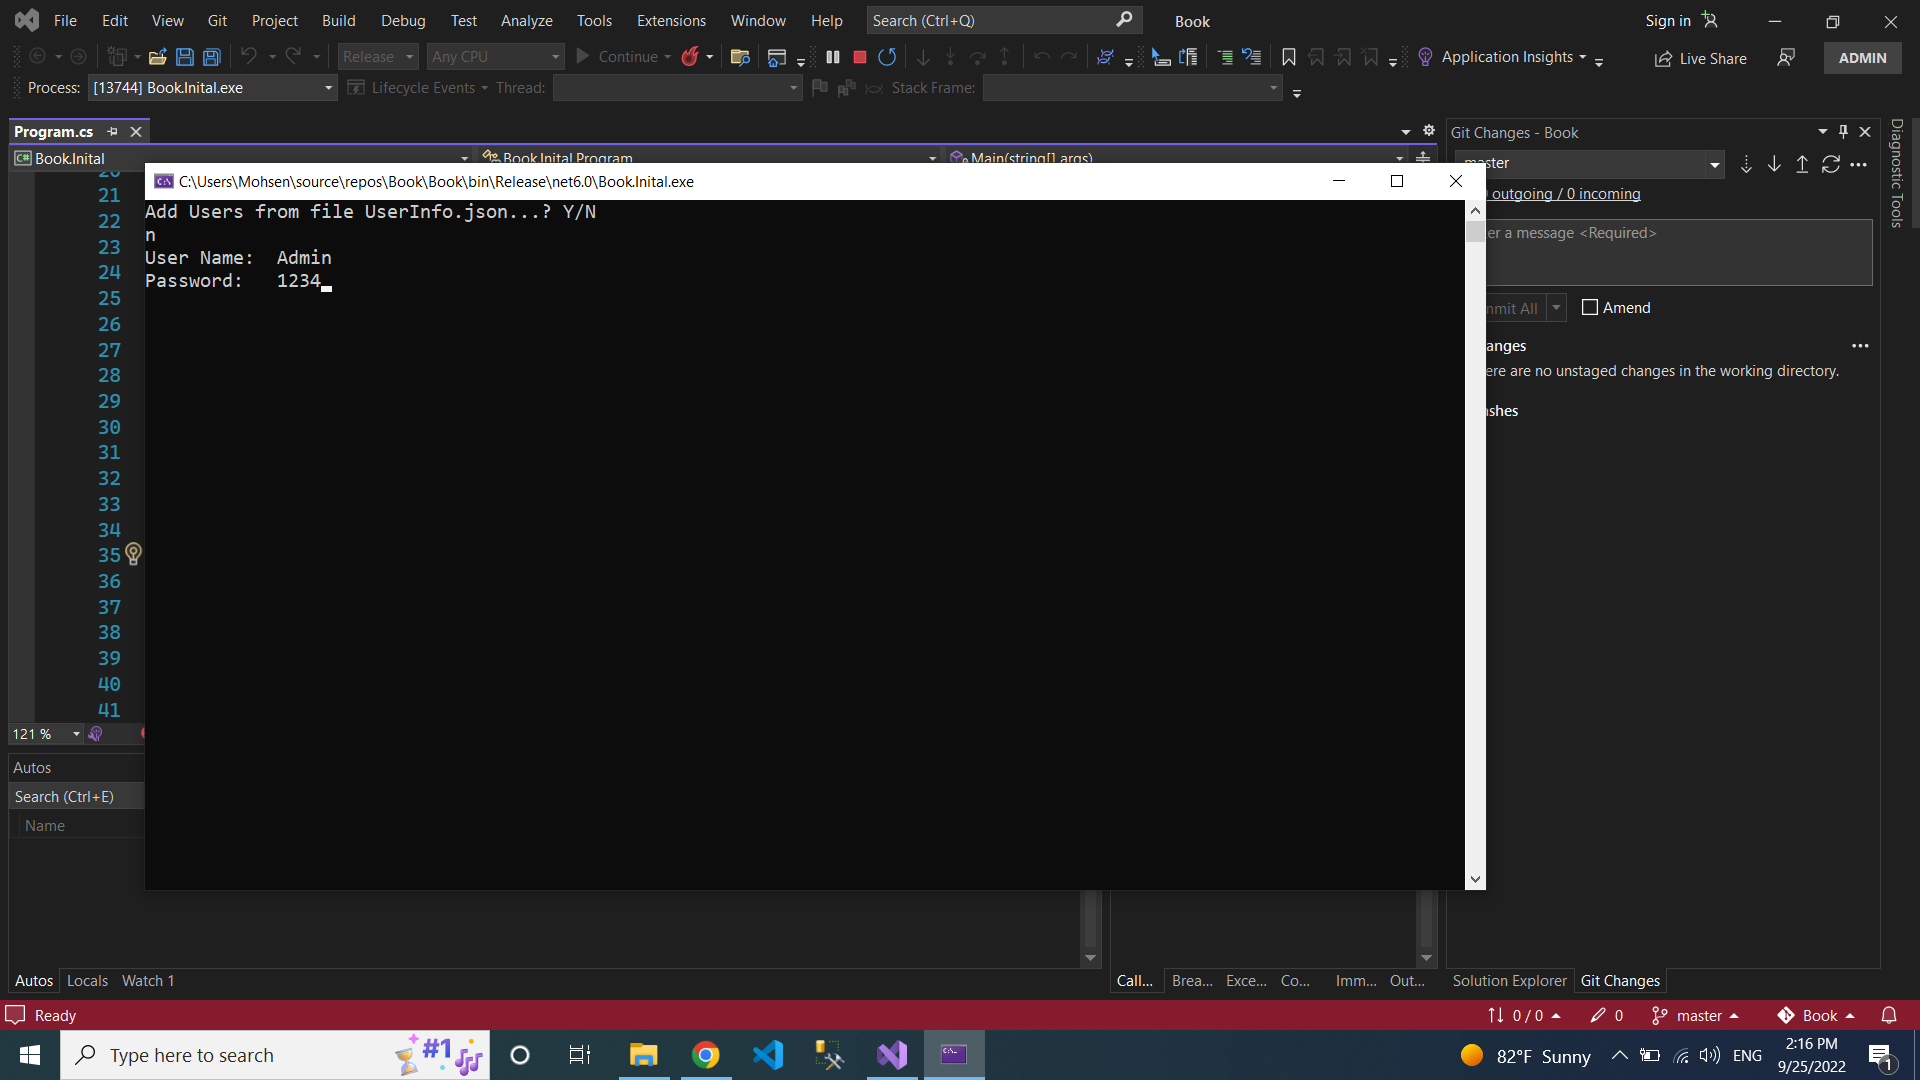 File Edit View Git Project Build Debug Test Analyze Tools Extensions Window Help Search (Ctrl+Q) Book Sign in
Release Any CPU Continue Application Insights Live Share ADMIN
Process: [13744] Book.Inital.exe Lifecycle Events Thread: Stack Frame:
Program.cs
C# Book.Inital Book.Inital.Program Main(string[] args)
C:\Users\Mohsen\source\repos\Book\Book\bin\Release\net6.0\Book.Inital.exe
Add Users from file UserInfo.json...? Y/N
n
User Name: Admin
Password: 1234
20
21
22
23
24
25
26
27
28
29
30
31
32
33
34
35
36
37
38
39
40
41
121 %
Git Changes - Book
master
outgoing / 0 incoming
a message <Required>
All
Amend
There are no unstaged changes in the working directory.
Diagnostic Tools
Autos
Search (Ctrl+E)
Name
Autos Locals Watch 1
Call... Brea... Exce... Co... Imm... Out...
Solution Explorer Git Changes
Ready 0 / 0 0 master Book
Type here to search #1 82°F Sunny ENG 2:16 PM
9/25/2022
1